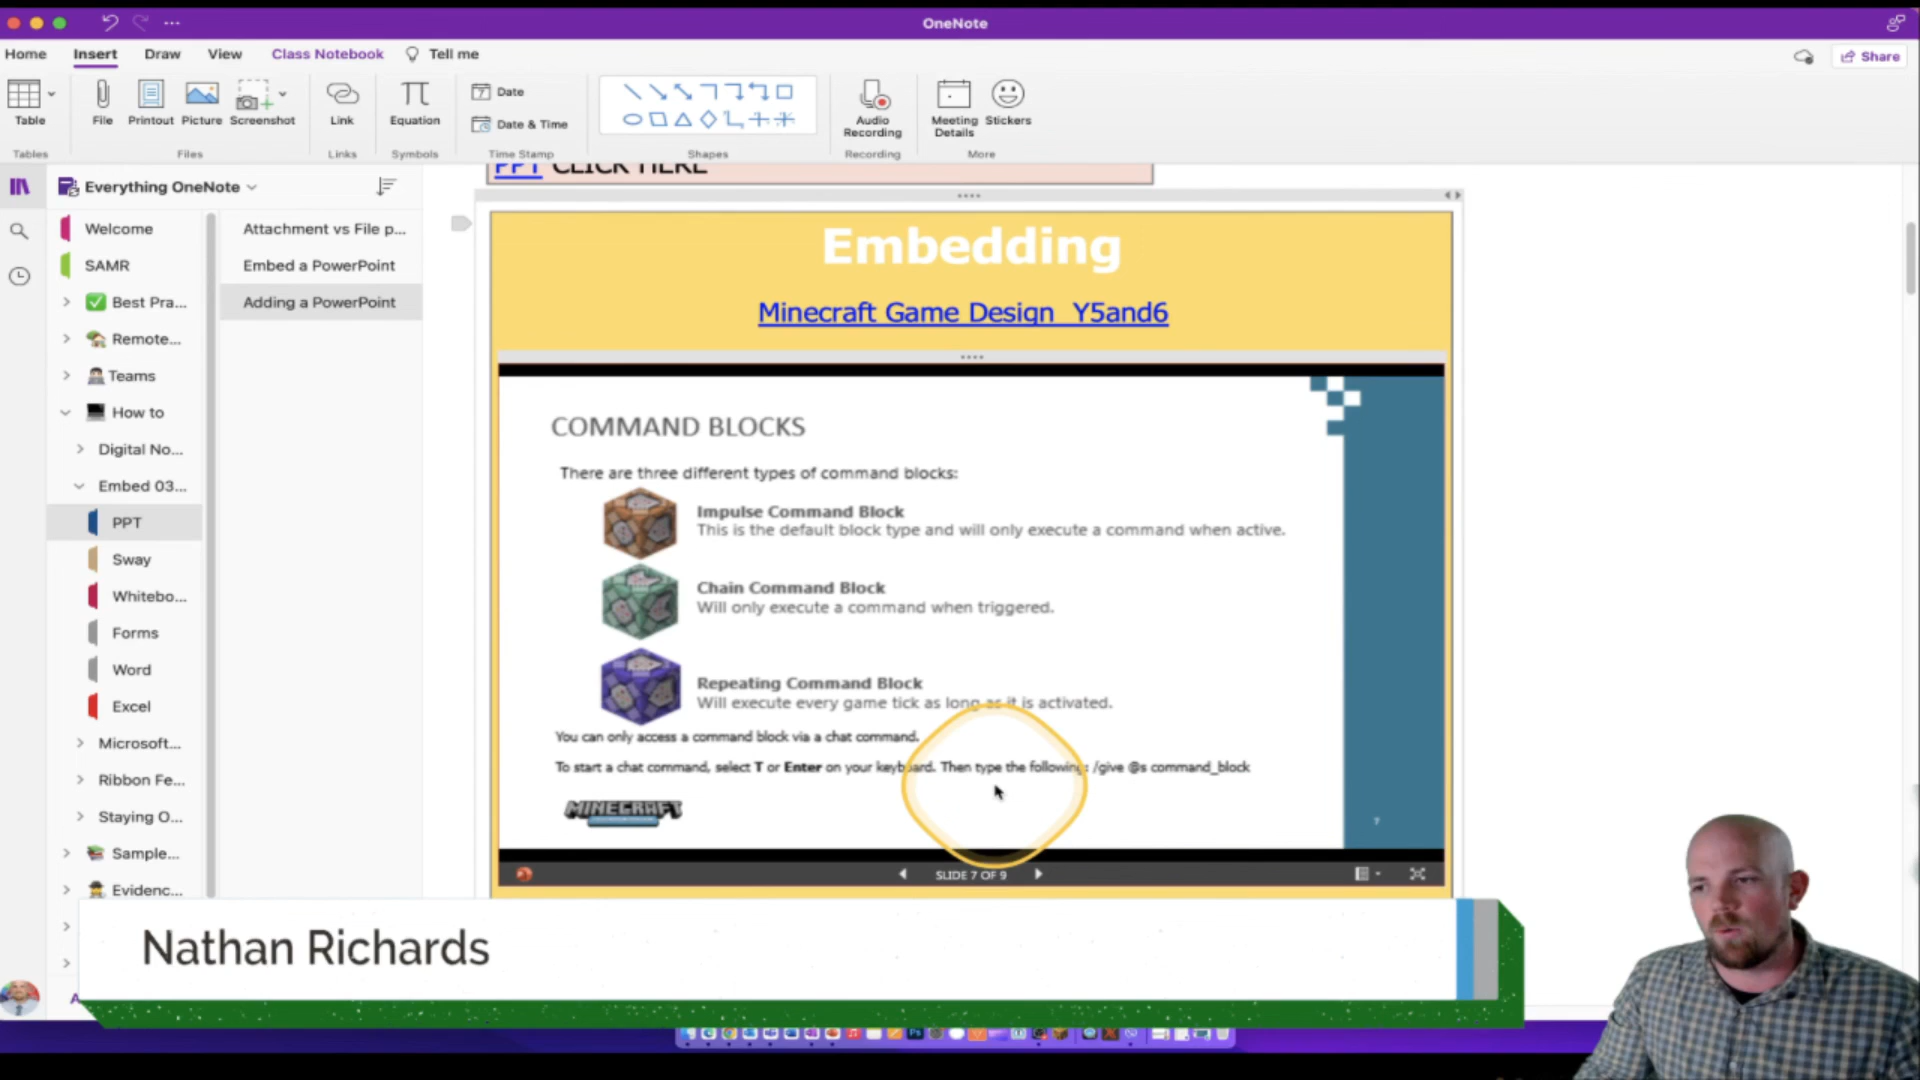 OneNote
Home Insert Draw View Class Notebook Tell me
Share
Table
File
Printout
Picture
Screenshot
Link
Equation
Date
Date & Time
Audio
Recording
Meeting
Details
Stickers
Tables
Files
Links
Symbols
Time Stamp
Shapes
Recording
More
PPT CLICK HERE
Everything OneNote
Welcome
SAMR
Best Pra...
Remote...
Teams
How to
Digital No...
Embed 03...
PPT
Sway
Whitebo...
Forms
Word
Excel
Microsoft...
Ribbon Fe...
Staying O...
Sample...
Evidenc...
Attachment vs File p...
Embed a PowerPoint
Adding a PowerPoint
Embedding
Minecraft Game Design Y5and6
COMMAND BLOCKS
There are three different types of command blocks:
Impulse Command Block
This is the default block type and will only execute a command when active.
Chain Command Block
Will only execute a command when triggered.
Repeating Command Block
Will execute every game tick as long as it is activated.
You can only access a command block via a chat command.
To start a chat command, select T or Enter on your keyboard. Then type the following: /give @s command_block
MINECRAFT
7
SLIDE 7 OF 9
Nathan Richards